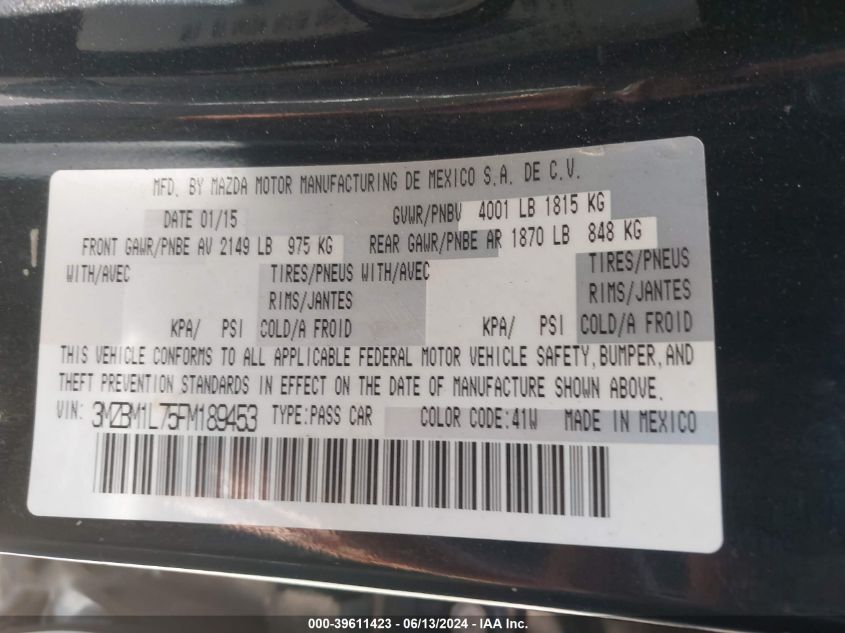 MFD. BY MAZDA MOTOR MANUFACTURING DE MEXICO S.A. DE C.V.
DATE 01/15 GVWR/PNBV 4001 LB 1815 KG
FRONT GAWR/PNBE AV 2149 LB 975 KG REAR GAWR/PNBE AR 1870 LB 848 KG
WITH/AVEC TIRES/PNEUS WITH/AVEC TIRES/PNEUS
RIMS/JANTES RIMS/JANTES
KPA/ PSI COLD/A FROID KPA/ PSI COLD/A FROID
THIS VEHICLE CONFORMS TO ALL APPLICABLE FEDERAL MOTOR VEHICLE SAFETY, BUMPER, AND
THEFT PREVENTION STANDARDS IN EFFECT ON THE DATE OF MANUFACTURE SHOWN ABOVE.
VIN: 3MZBM1L75FM189453 TYPE:PASS CAR COLOR CODE:41W MADE IN MEXICO
000-39611423 - 06/13/2024 - IAA Inc.